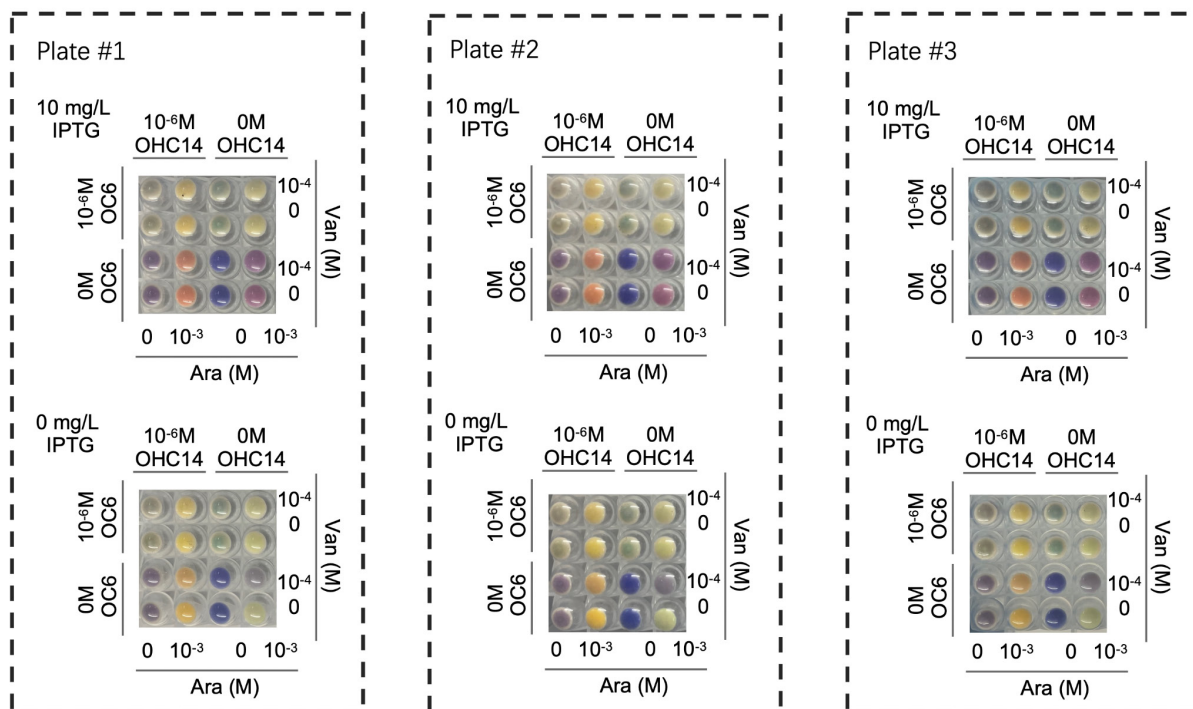 Plate #1
10 mg/L
IPTG
10-6M
OHC14
0M
OHC14
10-6M
OC6
0M
OC6
10-4
0
10-4
0
Van (M)
0 10-3 0 10-3
Ara (M)
0 mg/L
IPTG
10-6M
OHC14
0M
OHC14
10-6M
OC6
0M
OC6
10-4
0
10-4
0
Van (M)
0 10-3 0 10-3
Ara (M)
Plate #2
10 mg/L
IPTG
10-6M
OHC14
0M
OHC14
10-6M
OC6
0M
OC6
10-4
0
10-4
0
Van (M)
0 10-3 0 10-3
Ara (M)
0 mg/L
IPTG
10-6M
OHC14
0M
OHC14
10-6M
OC6
0M
OC6
10-4
0
10-4
0
Van (M)
0 10-3 0 10-3
Ara (M)
Plate #3
10 mg/L
IPTG
10-6M
OHC14
0M
OHC14
10-6M
OC6
0M
OC6
10-4
0
10-4
0
Van (M)
0 10-3 0 10-3
Ara (M)
0 mg/L
IPTG
10-6M
OHC14
0M
OHC14
10-6M
OC6
0M
OC6
10-4
0
10-4
0
Van (M)
0 10-3 0 10-3
Ara (M)